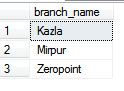 branch_name
1 Kazla
2 Mirpur
3 Zeropoint